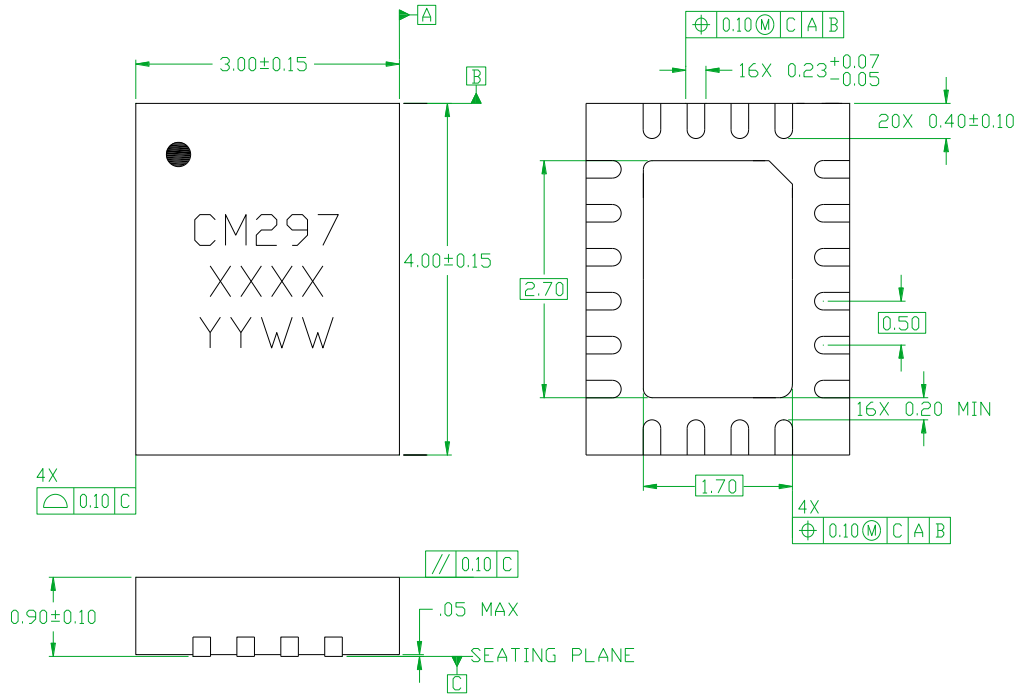 A
3.00±0.15
B
CM297
XXXX
YYWW
4.00±0.15
4X
0.10 C
⌖ 0.10 Ⓜ C A B
16X 0.23 +0.07 -0.05
20X 0.40±0.10
2.70
0.50
16X 0.20 MIN
1.70
4X
⌖ 0.10 Ⓜ C A B
// 0.10 C
0.90±0.10
.05 MAX
SEATING PLANE
C